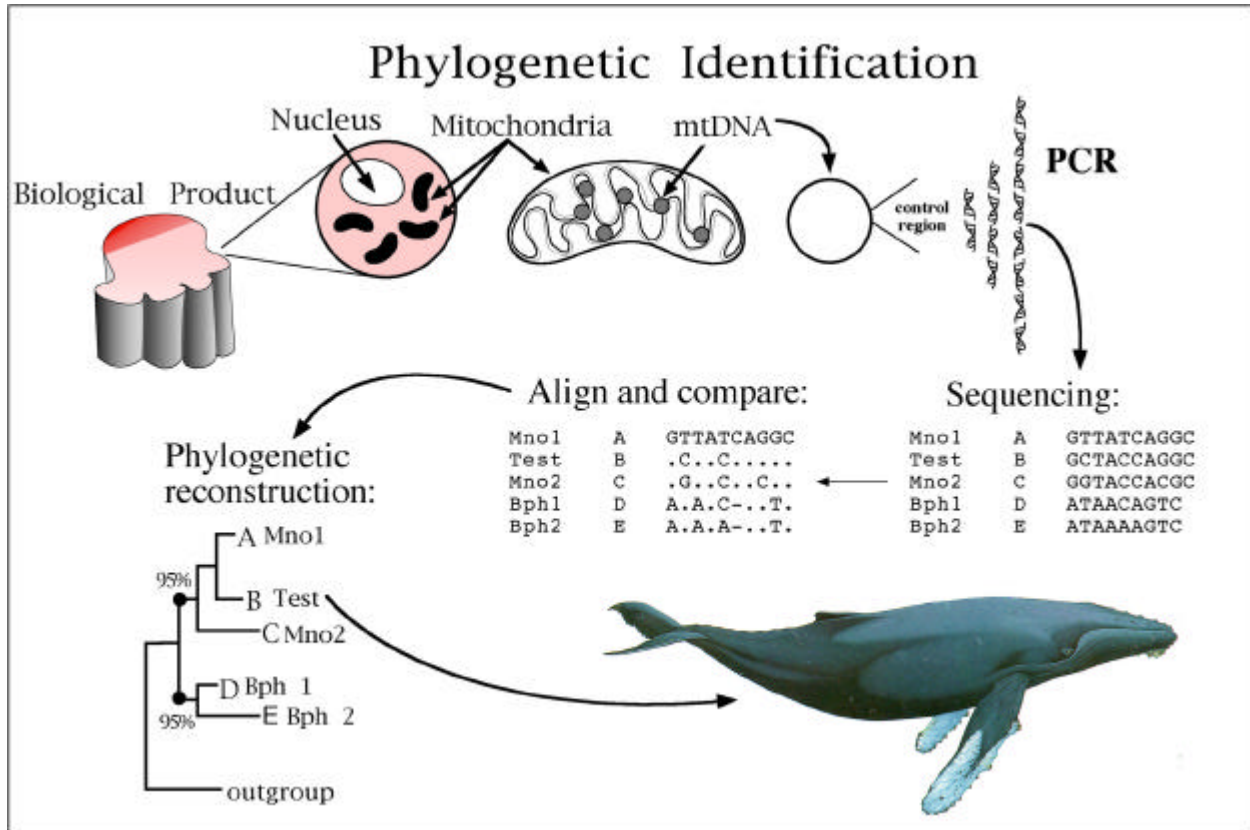 Phylogenetic Identification
Nucleus
Mitochondria
mtDNA
PCR
Biological Product
control
region
Align and compare:
Mno1 A GTTATCAGGC
Test B .C..C.....
Mno2 C .G..C..C..
Bph1 D A.A.C-..T.
Bph2 E A.A.A-..T.
Sequencing:
Mno1 A GTTATCAGGC
Test B GCTACCAGGC
Mno2 C GGTACCACGC
Bph1 D ATAACAGTC
Bph2 E ATAAAAGTC
Phylogenetic
reconstruction:
A Mno1
95%
B Test
C Mno2
D Bph 1
95%
E Bph 2
outgroup